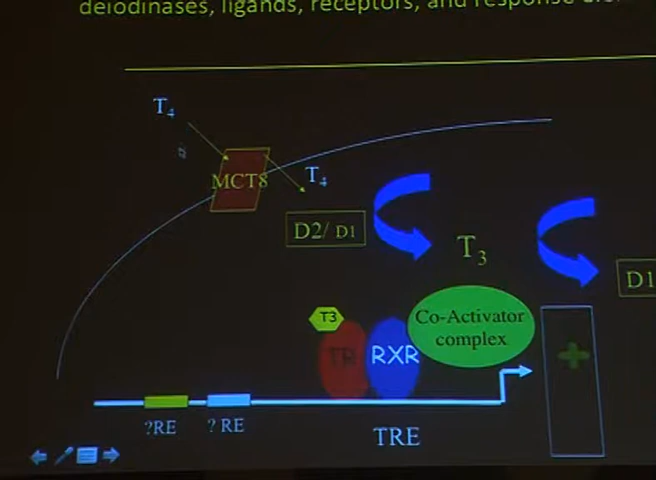 deiodinases, ligands, receptors, and response
T4
MCT8
T4
D2/ D1
T3
D1
T3
TR
RXR
Co-Activator
complex
?RE
? RE
TRE